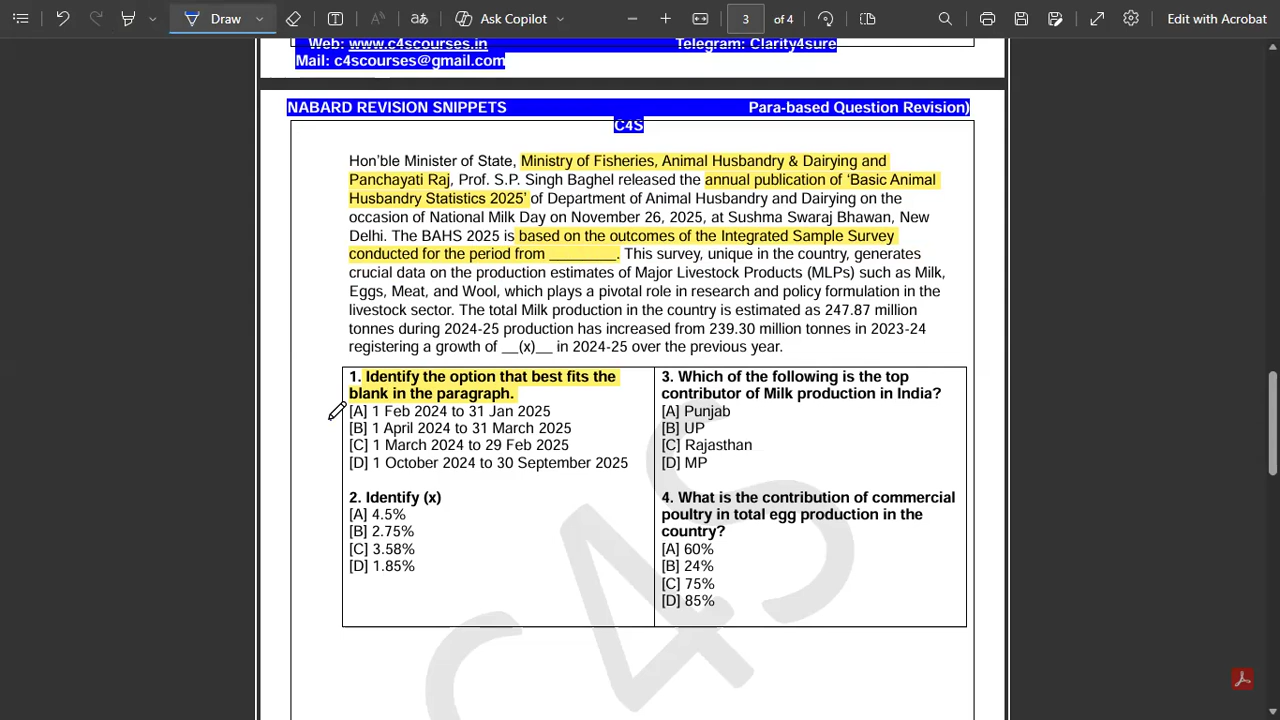 Draw
Ask Copilot
3
of 4
Edit with Acrobat
Web: www.c4scourses.in Telegram: Clarity4sure
Mail: c4scourses@gmail.com
NABARD REVISION SNIPPETS Para-based Question Revision)
C4S
Hon'ble Minister of State, Ministry of Fisheries, Animal Husbandry & Dairying and
Panchayati Raj, Prof. S.P. Singh Baghel released the annual publication of 'Basic Animal
Husbandry Statistics 2025' of Department of Animal Husbandry and Dairying on the
occasion of National Milk Day on November 26, 2025, at Sushma Swaraj Bhawan, New
Delhi. The BAHS 2025 is based on the outcomes of the Integrated Sample Survey
conducted for the period from ________. This survey, unique in the country, generates
crucial data on the production estimates of Major Livestock Products (MLPs) such as Milk,
Eggs, Meat, and Wool, which plays a pivotal role in research and policy formulation in the
livestock sector. The total Milk production in the country is estimated as 247.87 million
tonnes during 2024-25 production has increased from 239.30 million tonnes in 2023-24
registering a growth of __(x)__ in 2024-25 over the previous year.
1. Identify the option that best fits the
blank in the paragraph.
[A] 1 Feb 2024 to 31 Jan 2025
[B] 1 April 2024 to 31 March 2025
[C] 1 March 2024 to 29 Feb 2025
[D] 1 October 2024 to 30 September 2025
2. Identify (x)
[A] 4.5%
[B] 2.75%
[C] 3.58%
[D] 1.85%
3. Which of the following is the top
contributor of Milk production in India?
[A] Punjab
[B] UP
[C] Rajasthan
[D] MP
4. What is the contribution of commercial
poultry in total egg production in the
country?
[A] 60%
[B] 24%
[C] 75%
[D] 85%
C4S